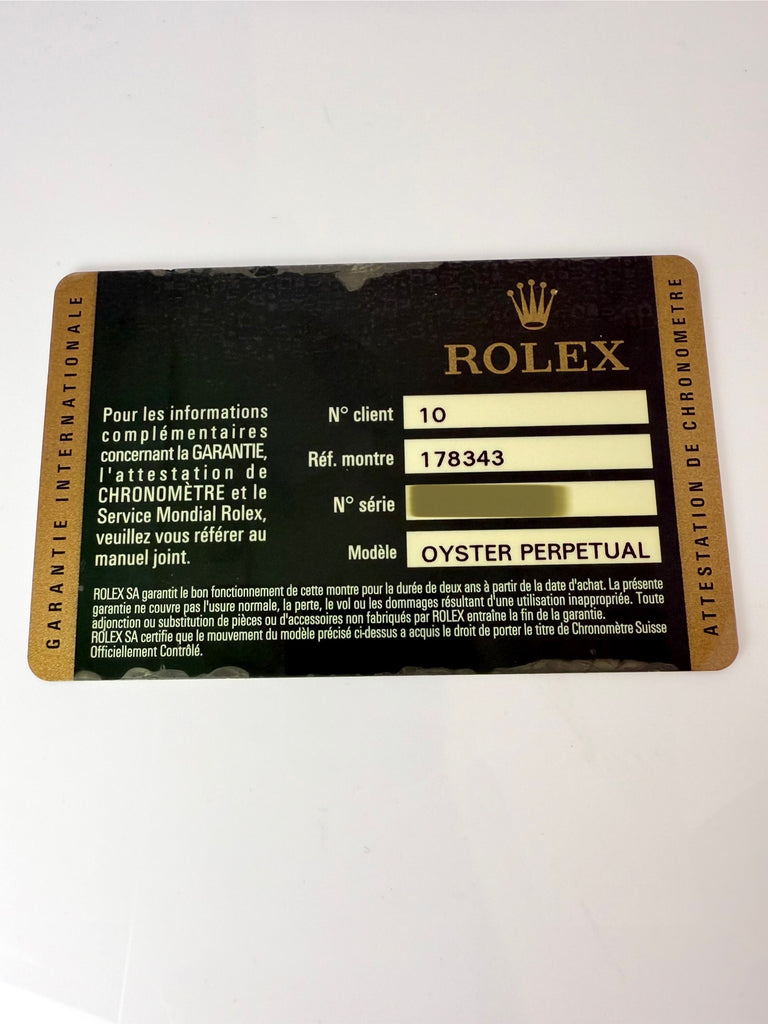 GARANTIE INTERNATIONALE
ROLEX
Pour les informations
complémentaires
concernant la GARANTIE,
l'attestation de
CHRONOMÈTRE et le
Service Mondial Rolex,
veuillez vous référer au
manuel joint.
N° client 10
Réf. montre 178343
N° série
Modèle OYSTER PERPETUAL
ROLEX SA garantit le bon fonctionnement de cette montre pour la durée de deux ans à partir de la date d'achat. La présente
garantie ne couvre pas l'usure normale, la perte, le vol ou les dommages résultant d'une utilisation inappropriée. Toute
adjonction ou substitution de pièces ou d'accessoires non fabriqués par ROLEX entraîne la fin de la garantie.
ROLEX SA certifie que le mouvement du modèle précisé ci-dessus a acquis le droit de porter le titre de Chronomètre Suisse
Officiellement Contrôlé.
ATTESTATION DE CHRONOMETRE